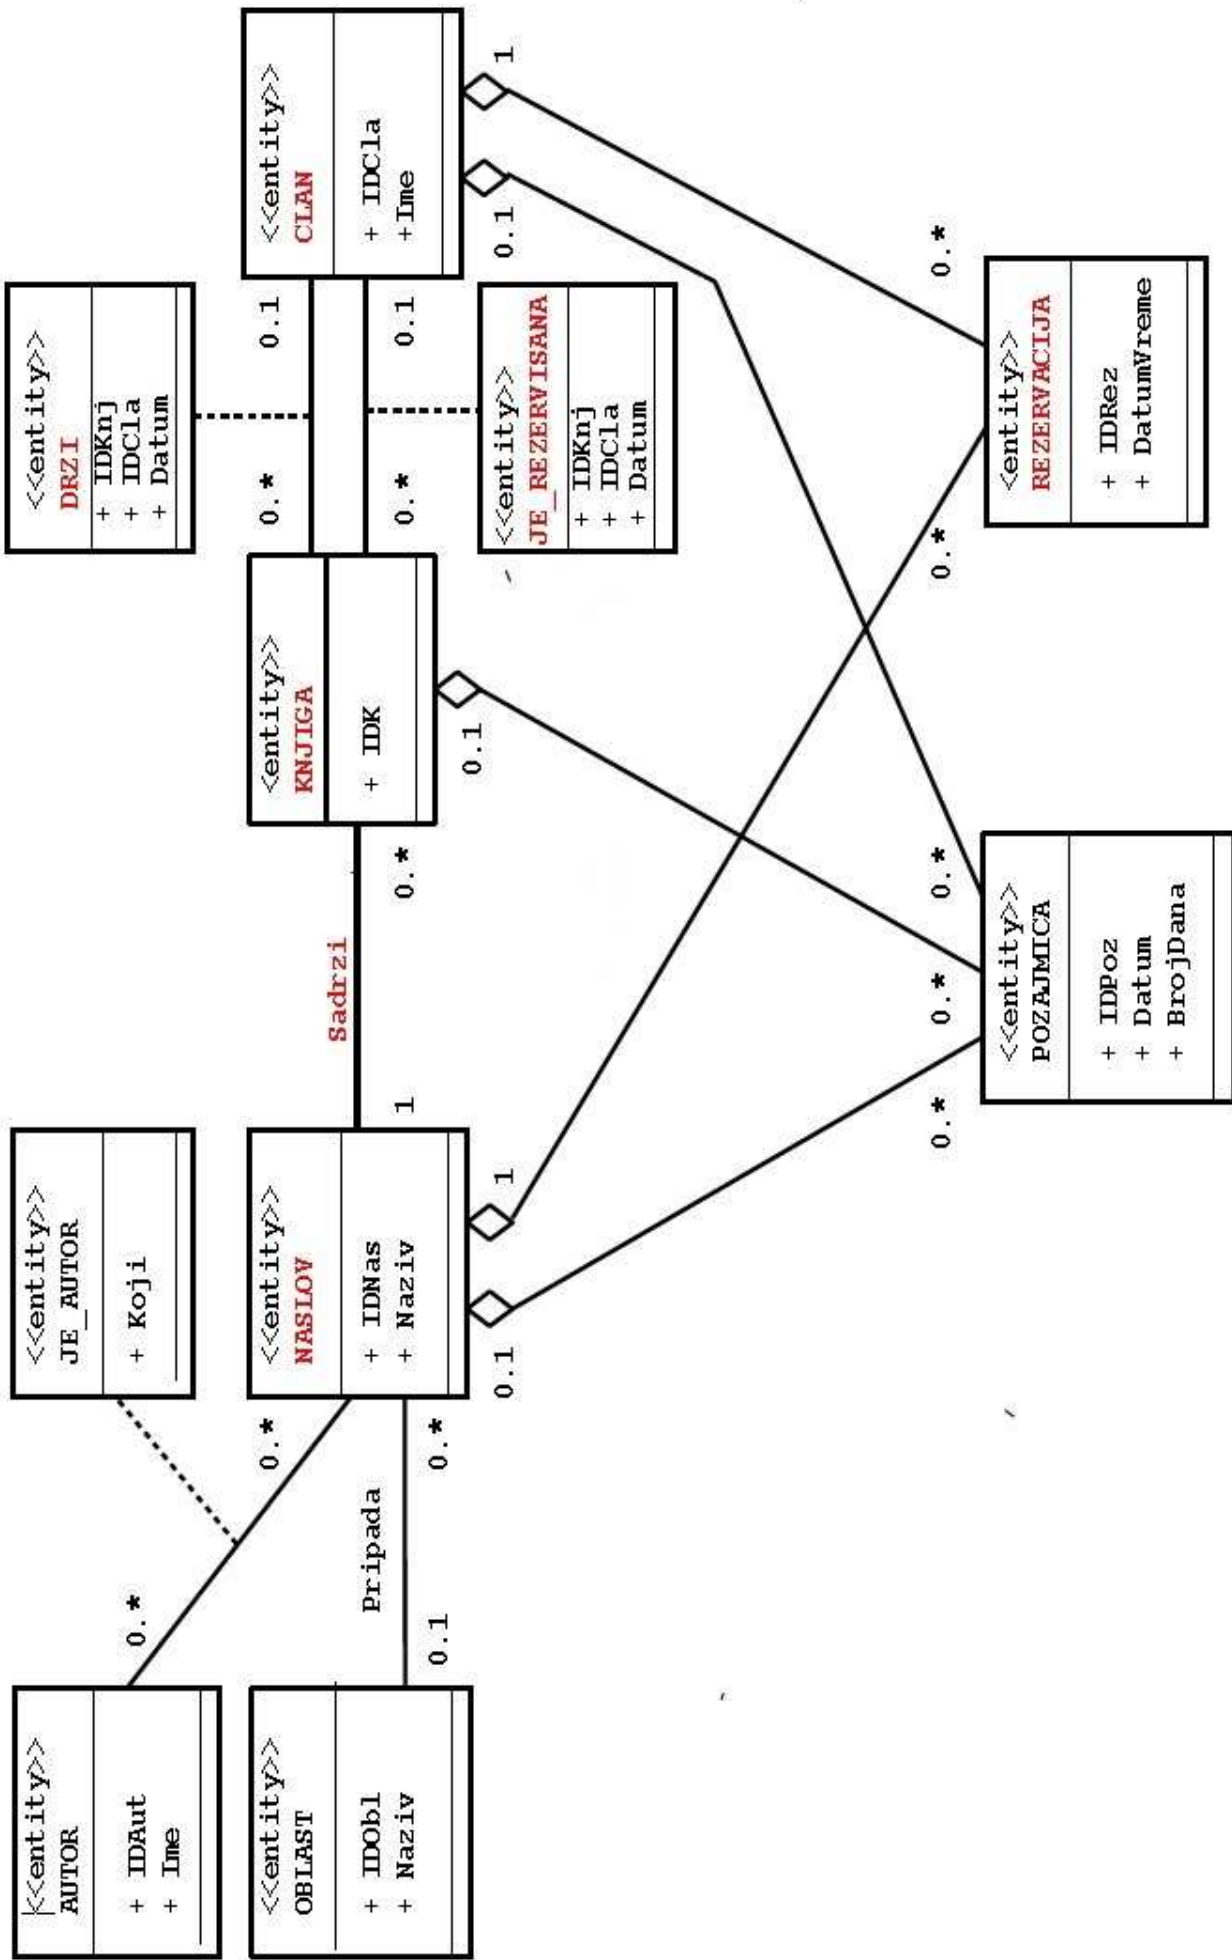 <<entity>>
AUTOR
+ IDAut
+ Ime
<<entity>>
JE_AUTOR
+ Koji
<<entity>>
DRZI
+ IDKnj
+ IDCla
+ Datum
0.*
0.*
<<entity>>
OBLAST
+ IDObl
+ Naziv
Pripada
0.1
0.*
<<entity>>
NASLOV
+ IDNas
+ Naziv
Sadrzi
1
0.*
<entity>>
KNJIGA
+ IDK
0.*
0.1
0.*
0.1
<<entity>>
CLAN
+ IDCla
+Ime
<<entity>>
JE_REZERVISANA
+ IDKnj
+ IDCla
+ Datum
0.1
1
0.1
0.1
1
0.*
0.*
0.*
0.*
0.*
<<entity>>
POZAJMICA
+ IDPoz
+ Datum
+ BrojDana
<entity>>
REZERVACIJA
+ IDRez
+ DatumVreme